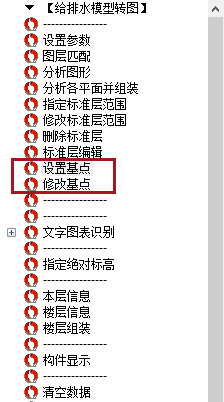 ▼【给排水模型转图】
----------------
设置参数
图层匹配
分析图形
分析各平面并组装
指定标准层范围
修改标准层范围
删除标准层
标准层编辑
设置基点
修改基点
----------------
----------------
文字图表识别
----------------
指定绝对标高
----------------
本层信息
楼层信息
楼层组装
----------------
构件显示
----------------
清空数据